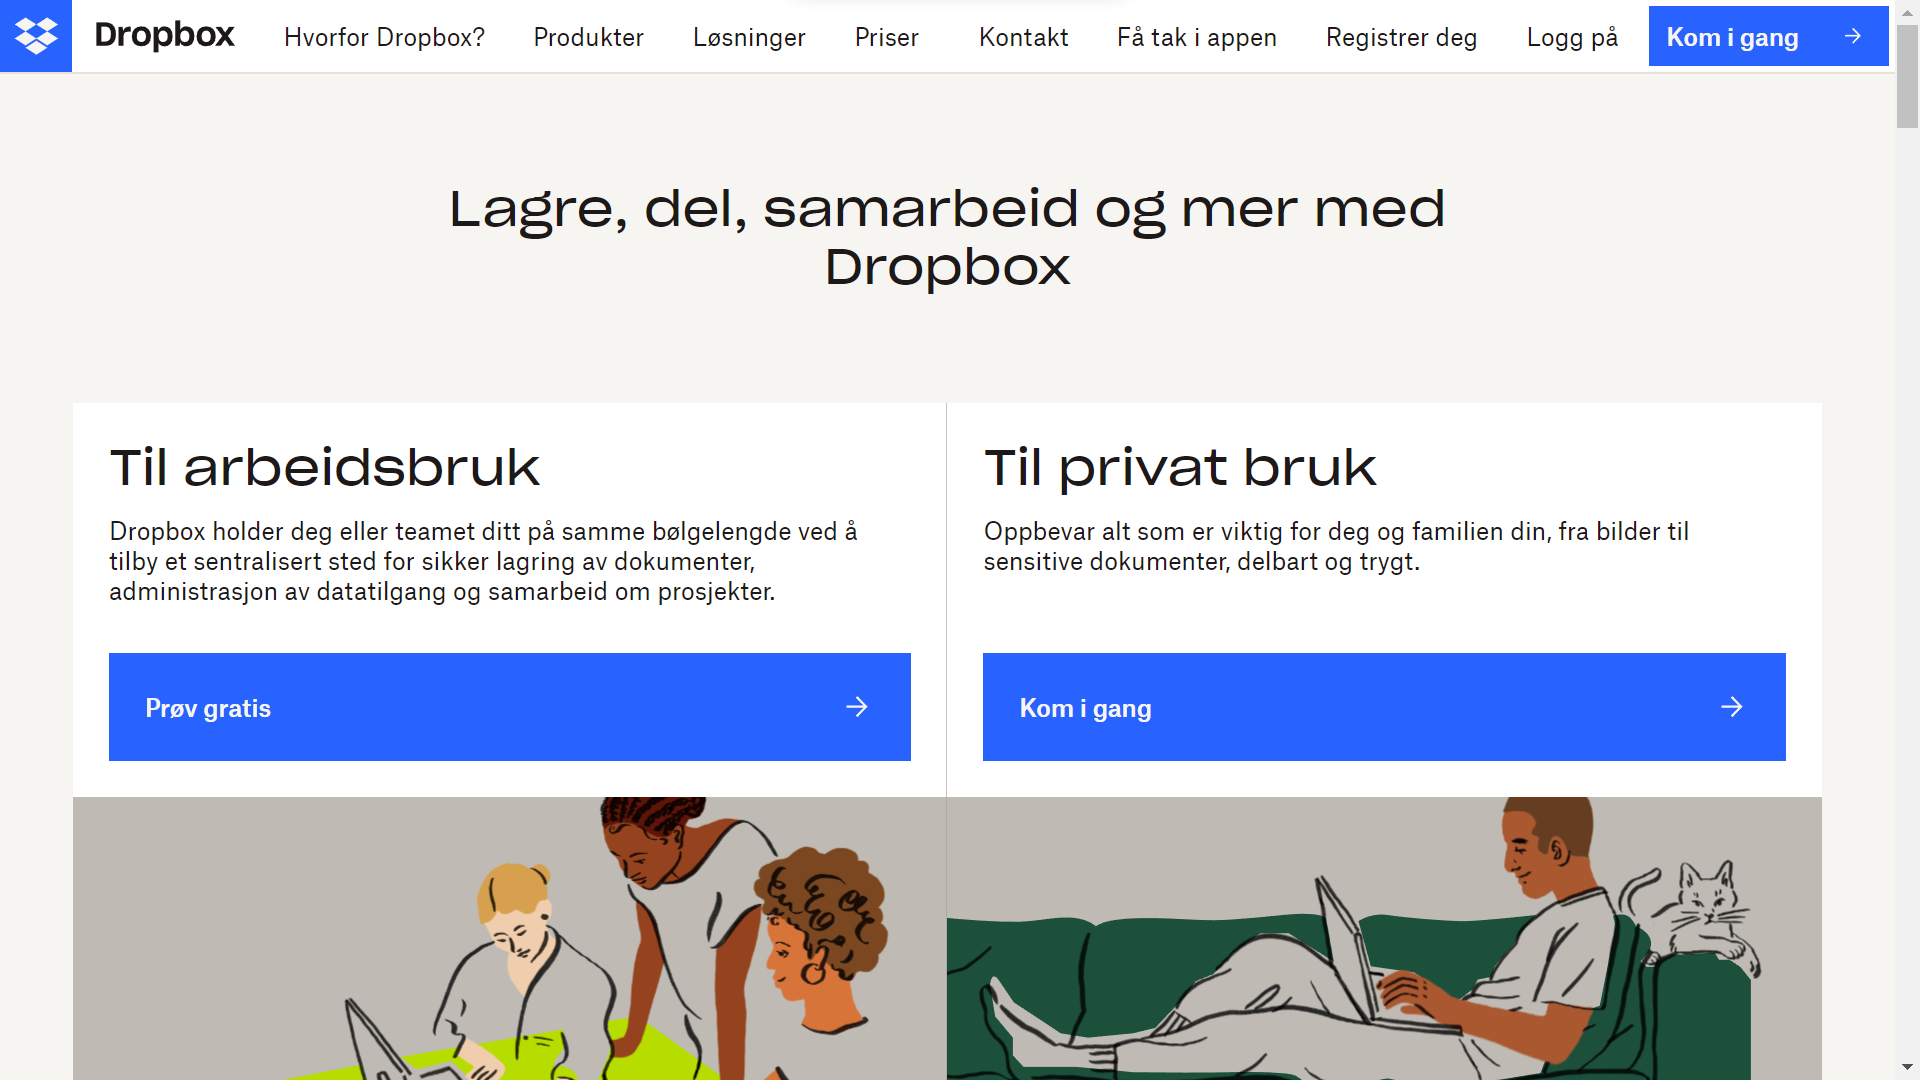 Dropbox
Hvorfor Dropbox?
Produkter
Løsninger
Priser
Kontakt
Få tak i appen
Registrer deg
Logg på
Kom i gang
Lagre, del, samarbeid og mer med
Dropbox
Til arbeidsbruk
Dropbox holder deg eller teamet ditt på samme bølgelengde ved å
tilby et sentralisert sted for sikker lagring av dokumenter,
administrasjon av datatilgang og samarbeid om prosjekter.
Prøv gratis
Til privat bruk
Oppbevar alt som er viktig for deg og familien din, fra bilder til
sensitive dokumenter, delbart og trygt.
Kom i gang